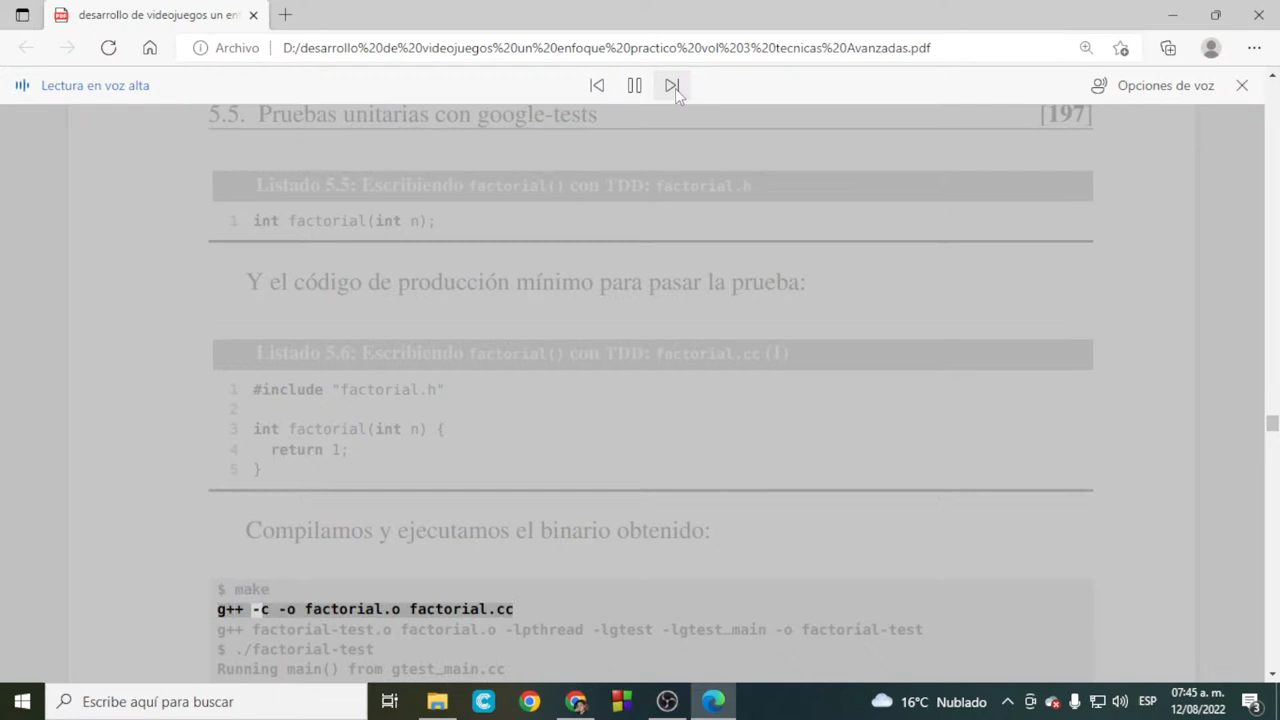 desarrollo de videojuegos un en
Archivo D:/desarrollo%20de%20videojuegos%20un%20enfoque%20practico%20vol%203%20tecnicas%20Avanzadas.pdf
Lectura en voz alta
Opciones de voz
5.5. Pruebas unitarias con google-tests [197]
Listado 5.5: Escribiendo factorial() con TDD: factorial.h
1 int factorial(int n);
Y el código de producción mínimo para pasar la prueba:
Listado 5.6: Escribiendo factorial() con TDD: factorial.cc (I)
1 #include "factorial.h"
2
3 int factorial(int n) {
4 return 1;
5 }
Compilamos y ejecutamos el binario obtenido:
$ make
g++ -c -o factorial.o factorial.cc
g++ factorial-test.o factorial.o -lpthread -lgtest -lgtest_main -o factorial-test
$ ./factorial-test
Running main() from gtest_main.cc
Escribe aquí para buscar
16°C Nublado
ESP
07:45 a. m.
12/08/2022
3